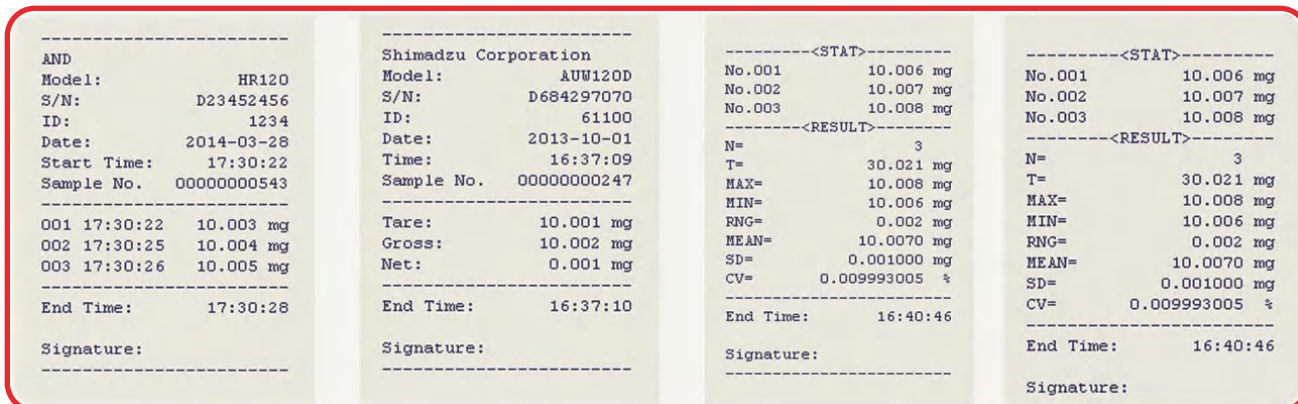 -------------------------
AND
Model: HR120
S/N: D23452456
ID: 1234
Date: 2014-03-28
Start Time: 17:30:22
Sample No. 00000000543
-------------------------
001 17:30:22 10.003 mg
002 17:30:25 10.004 mg
003 17:30:26 10.005 mg
-------------------------
End Time: 17:30:28
Signature:
-------------------------
-------------------------
Shimadzu Corporation
Model: AUW120D
S/N: D684297070
ID: 61100
Date: 2013-10-01
Time: 16:37:09
Sample No. 00000000247
-------------------------
Tare: 10.001 mg
Gross: 10.002 mg
Net: 0.001 mg
-------------------------
End Time: 16:37:10
Signature:
-------------------------
---------<STAT>----------
No.001 10.006 mg
No.002 10.007 mg
No.003 10.008 mg
--------<RESULT>---------
N= 3
T= 30.021 mg
MAX= 10.008 mg
MIN= 10.006 mg
RNG= 0.002 mg
MEAN= 10.0070 mg
SD= 0.001000 mg
CV= 0.009993005 %
-------------------------
End Time: 16:40:46
Signature:
-------------------------
---------<STAT>----------
No.001 10.006 mg
No.002 10.007 mg
No.003 10.008 mg
--------<RESULT>---------
N= 3
T= 30.021 mg
MAX= 10.008 mg
MIN= 10.006 mg
RNG= 0.002 mg
MEAN= 10.0070 mg
SD= 0.001000 mg
CV= 0.009993005 %
-------------------------
End Time: 16:40:46
Signature: